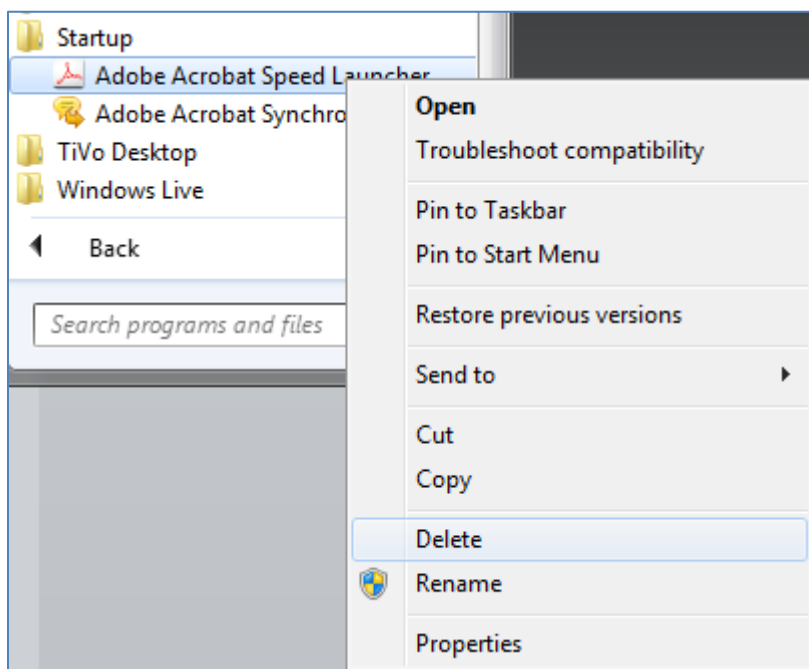 Startup
Adobe Acrobat Speed Launcher
Adobe Acrobat Synchro
TiVo Desktop
Windows Live
Back
Search programs and files
Open
Troubleshoot compatibility
Pin to Taskbar
Pin to Start Menu
Restore previous versions
Send to
Cut
Copy
Delete
Rename
Properties